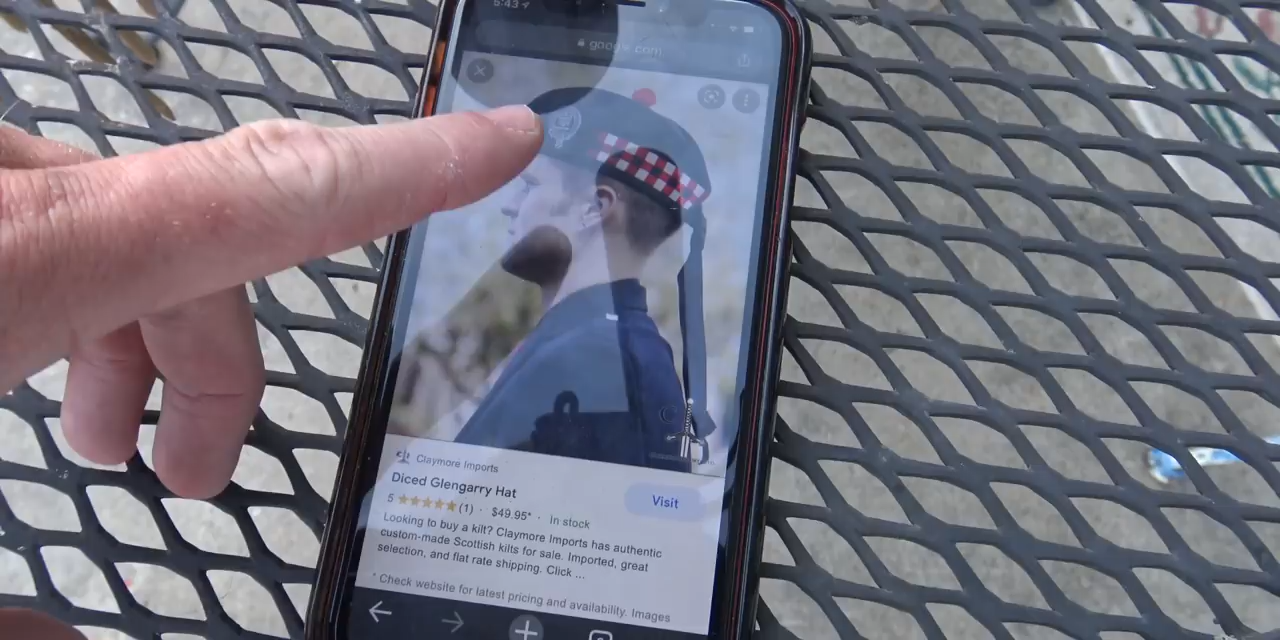 5:43
google.com
Claymore Imports
Diced Glengarry Hat
Visit
5 ★★★★★ (1) · $49.95* · In stock
Looking to buy a kilt? Claymore Imports has authentic
custom-made Scottish kilts for sale. Imported, great
selection, and flat rate shipping. Click ...
* Check website for latest pricing and availability. Images